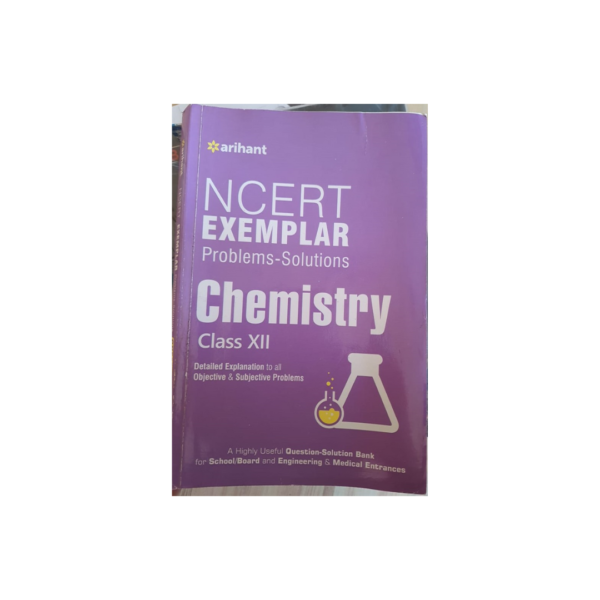 arihant
NCERT
EXEMPLAR
Problems-Solutions
Chemistry
Class XII
Detailed Explanation to all
Objective & Subjective Problems
A Highly Useful Question-Solution Bank
for School/Board and Engineering & Medical Entrances